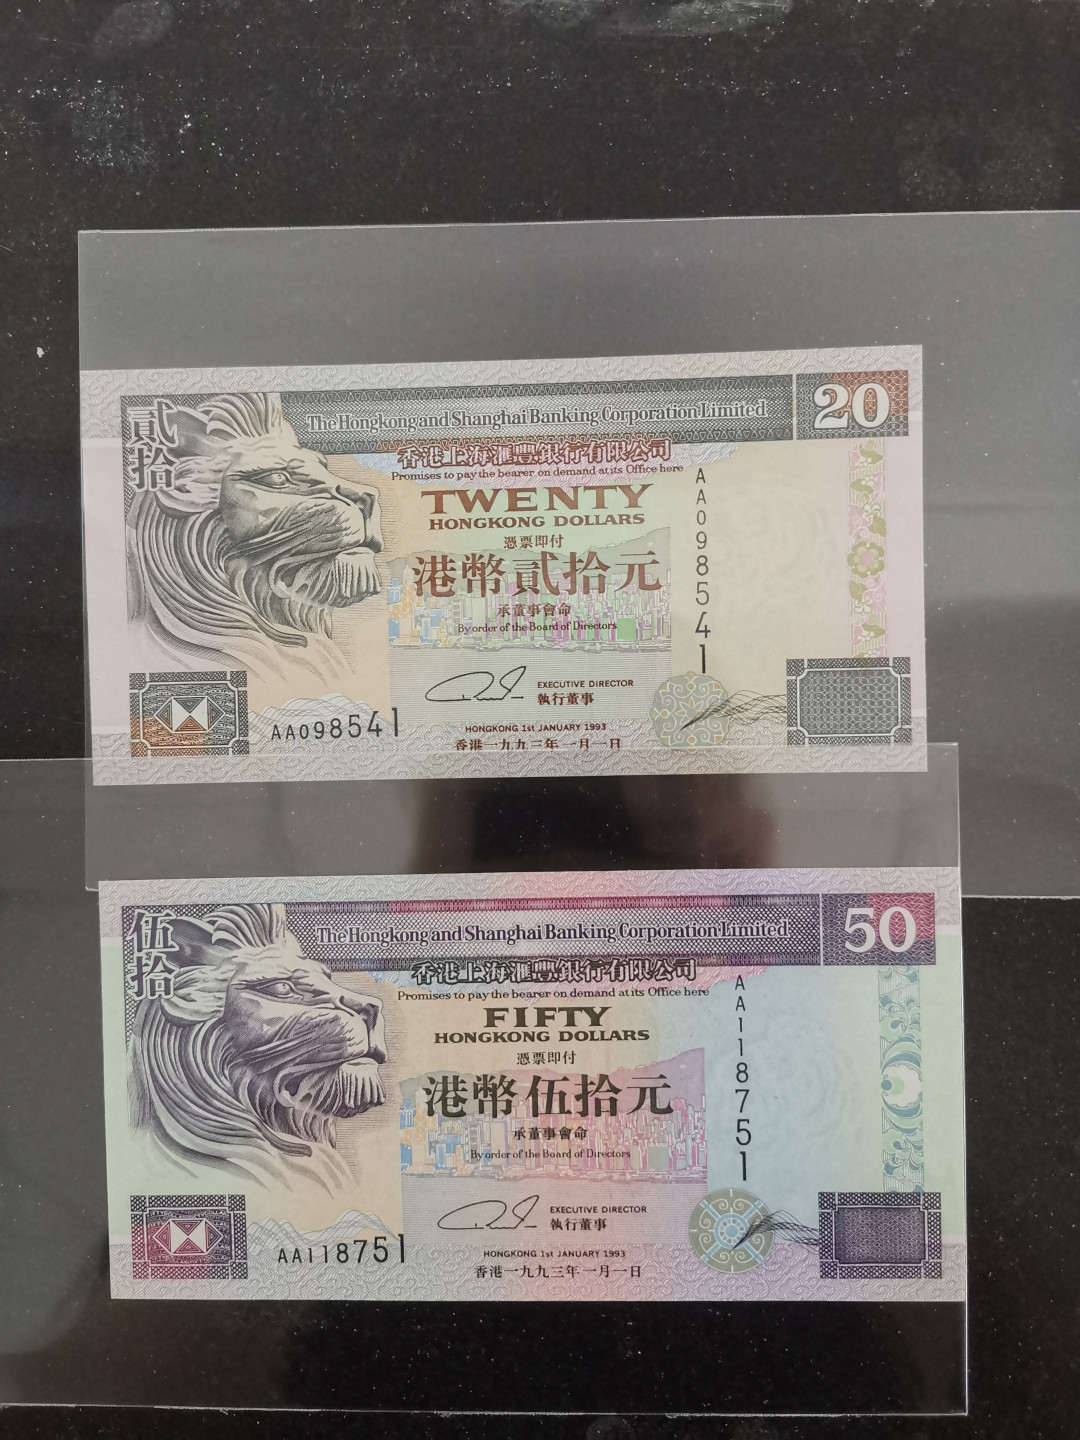 貳拾
The Hongkong and Shanghai Banking Corporation Limited
20
香港上海滙豐銀行有限公司
Promises to pay the bearer on demand at its Office here
TWENTY
HONGKONG DOLLARS
憑票即付
港幣貳拾元
承董事會命
By order of the Board of Directors
AA098541
EXECUTIVE DIRECTOR
執行董事
AA098541
HONGKONG 1st JANUARY 1993
香港一九九三年一月一日
伍拾
The Hongkong and Shanghai Banking Corporation Limited
50
香港上海滙豐銀行有限公司
Promises to pay the bearer on demand at its Office here
FIFTY
HONGKONG DOLLARS
憑票即付
港幣伍拾元
承董事會命
By order of the Board of Directors
AA118751
EXECUTIVE DIRECTOR
執行董事
AA118751
HONGKONG 1st JANUARY 1993
香港一九九三年一月一日